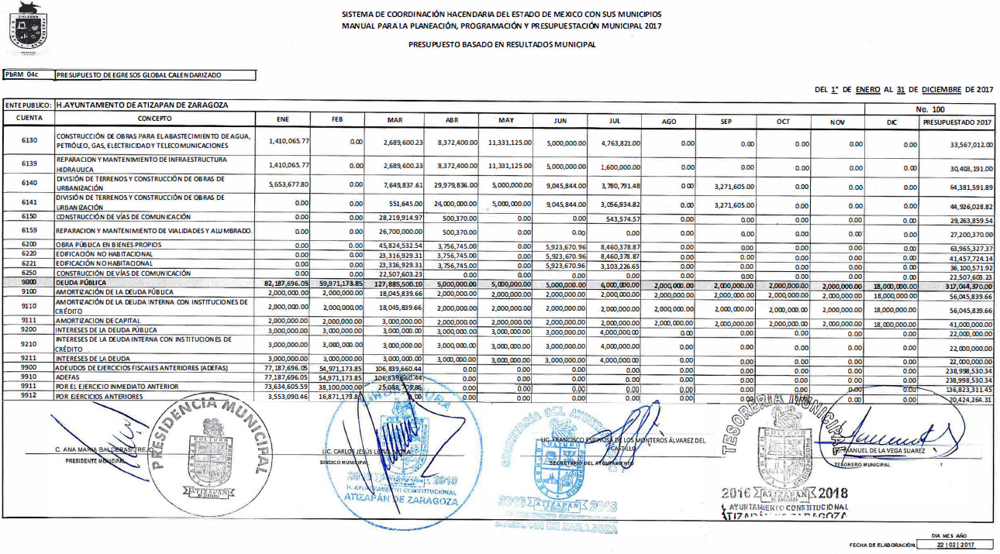 SISTEMA DE COORDINACIÓN HACENDARIA DEL ESTADO DE MEXICO CON SUS MUNICIPIOS
MANUAL PARA LA PLANEACIÓN, PROGRAMACIÓN Y PRESUPUESTACIÓN MUNICIPAL 2017
PRESUPUESTO BASADO EN RESULTADOS MUNICIPAL
PbRM 04c PRESUPUESTO DE EGRESOS GLOBAL CALENDARIZADO
DEL 1° DE ENERO AL 31 DE DICIEMBRE DE 2017
ENTE PUBLICO: H.AYUNTAMIENTO DE ATIZAPAN DE ZARAGOZA No. 100
CUENTA CONCEPTO ENE FEB MAR ABR MAY JUN JUL AGO SEP OCT NOV DIC PRESUPUESTADO 2017
6130 CONSTRUCCIÓN DE OBRAS PARA EL ABASTECIMIENTO DE AGUA, PETRÓLEO, GAS, ELECTRICIDAD Y TELECOMUNICACIONES 1,410,065.77 0.00 2,689,600.23 8,372,400.00 11,331,125.00 5,000,000.00 4,763,821.00 0.00 0.00 0.00 0.00 0.00 33,567,012.00
6139 REPARACION Y MANTENIMIENTO DE INFRAESTRUCTURA HIDRAUICA 1,410,065.77 0.00 2,689,600.23 8,372,400.00 11,331,125.00 5,000,000.00 1,600,000.00 0.00 0.00 0.00 0.00 0.00 30,403,191.00
6140 DIVISIÓN DE TERRENOS Y CONSTRUCCIÓN DE OBRAS DE URBANIZACIÓN 5,653,677.80 0.00 7,649,837.61 29,979,836.00 5,000,000.00 9,045,844.00 3,780,791.48 0.00 3,271,605.00 0.00 0.00 0.00 64,381,591.89
6141 DIVISIÓN DE TERRENOS Y CONSTRUCCIÓN DE OBRAS DE URBANIZACIÓN 0.00 0.00 551,645.00 24,000,000.00 5,000,000.00 9,045,844.00 3,056,934.82 0.00 3,271,605.00 0.00 0.00 0.00 44,926,028.82
6150 CONSTRUCCIÓN DE VÍAS DE COMUNICACIÓN 0.00 0.00 28,219,914.97 500,370.00 0.00 0.00 543,574.57 0.00 0.00 0.00 0.00 0.00 29,263,859.54
6159 REPARACION Y MANTENIMIENTO DE VIALIDADES Y ALUMBRADO. 0.00 0.00 26,700,000.00 500,370.00 0.00 0.00 0.00 0.00 0.00 0.00 0.00 0.00 27,200,370.00
6200 OBRA PÚBLICA EN BIENES PROPIOS 0.00 0.00 45,824,532.54 3,756,745.00 0.00 5,923,670.96 8,460,378.87 0.00 0.00 0.00 0.00 0.00 63,965,327.37
6220 EDIFICACIÓN NO HABITACIONAL 0.00 0.00 23,316,929.31 3,756,745.00 0.00 5,923,670.96 8,460,378.87 0.00 0.00 0.00 0.00 0.00 41,457,724.14
6221 EDIFICACIÓN NO HABITACIONAL 0.00 0.00 23,316,929.31 3,756,745.00 0.00 5,923,670.96 3,103,226.65 0.00 0.00 0.00 0.00 0.00 36,100,571.92
6250 CONSTRUCCIÓN DE VÍAS DE COMUNICACIÓN 0.00 0.00 22,507,603.23 0.00 0.00 0.00 0.00 0.00 0.00 0.00 0.00 0.00 22,507,603.23
9000 DEUDA PÚBLICA 82,187,696.05 59,971,173.85 127,885,500.10 5,000,000.00 5,000,000.00 5,000,000.00 6,000,000.00 2,000,000.00 2,000,000.00 2,000,000.00 2,000,000.00 18,000,000.00 317,044,370.00
9100 AMORTIZACIÓN DE LA DEUDA PÚBLICA 2,000,000.00 2,000,000.00 18,045,839.66 2,000,000.00 2,000,000.00 2,000,000.00 2,000,000.00 2,000,000.00 2,000,000.00 2,000,000.00 2,000,000.00 18,000,000.00 56,045,839.66
9110 AMORTIZACIÓN DE LA DEUDA INTERNA CON INSTITUCIONES DE CRÉDITO 2,000,000.00 2,000,000.00 18,045,839.66 2,000,000.00 2,000,000.00 2,000,000.00 2,000,000.00 2,000,000.00 2,000,000.00 2,000,000.00 2,000,000.00 18,000,000.00 56,045,839.66
9111 AMORTIZACION DE CAPITAL 2,000,000.00 2,000,000.00 3,000,000.00 2,000,000.00 2,000,000.00 2,000,000.00 2,000,000.00 2,000,000.00 2,000,000.00 2,000,000.00 2,000,000.00 18,000,000.00 41,000,000.00
9200 INTERESES DE LA DEUDA PÚBLICA 3,000,000.00 3,000,000.00 3,000,000.00 3,000,000.00 3,000,000.00 3,000,000.00 4,000,000.00 0.00 0.00 0.00 0.00 0.00 22,000,000.00
9210 INTERESES DE LA DEUDA INTERNA CON INSTITUCIONES DE CRÉDITO 3,000,000.00 3,000,000.00 3,000,000.00 3,000,000.00 3,000,000.00 3,000,000.00 4,000,000.00 0.00 0.00 0.00 0.00 0.00 22,000,000.00
9211 INTERESES DE LA DEUDA 3,000,000.00 3,000,000.00 3,000,000.00 3,000,000.00 3,000,000.00 3,000,000.00 4,000,000.00 0.00 0.00 0.00 0.00 0.00 22,000,000.00
9900 ADEUDOS DE EJERCICIOS FISCALES ANTERIORES (ADEFAS) 77,187,696.05 54,971,173.85 106,839,660.44 0.00 0.00 0.00 0.00 0.00 0.00 0.00 0.00 0.00 238,998,530.34
9910 ADEFAS 77,187,696.05 54,971,173.85 106,839,660.44 0.00 0.00 0.00 0.00 0.00 0.00 0.00 0.00 0.00 238,998,530.34
9911 POR EL EJERCICIO INMEDIATO ANTERIOR 73,634,605.59 38,100,000.00 25,088,705.86 0.00 0.00 0.00 0.00 0.00 0.00 0.00 0.00 0.00 136,823,311.45
9912 POR EJERCICIOS ANTERIORES 3,553,090.46 16,871,173.85 0.00 0.00 0.00 0.00 0.00 0.00 0.00 0.00 0.00 0.00 20,424,264.31
PRESIDENCIA MUNICIPAL
SECRETARÍA DEL AYUNT
TESORERIA MUNICIPAL
C. ANA MARIA BALDERAS TREJO
PRESIDENTE MUNICIPAL
LIC. CARLOS JESÚS
SINDICO MUNICIPAL
LIC. FRANCISCO ESPINOSA DE LOS MONTEROS ÁLVAREZ DEL CASTILLO
SECRETARIO DEL AYUNTAMIENTO
MANUEL DE LA VEGA SUAREZ
TESORERO MUNICIPAL
CULTURA
ATIZAPAN
2018
H. AYUNTAMIENTO CONSTITUCIONAL
ATIZAPÁN DE ZARAGOZA
2016 ATIZAPAN 2018
ATIZAPAN DE ZARAGOZA
2016 ATIZAPAN 2018
AYUNTAMIENTO CONSTITUCIONAL
ATIZAPÁN DE ZARAGOZA
DIA MES AÑO
FECHA DE ELABORACIÓN: 22 | 02 | 2017